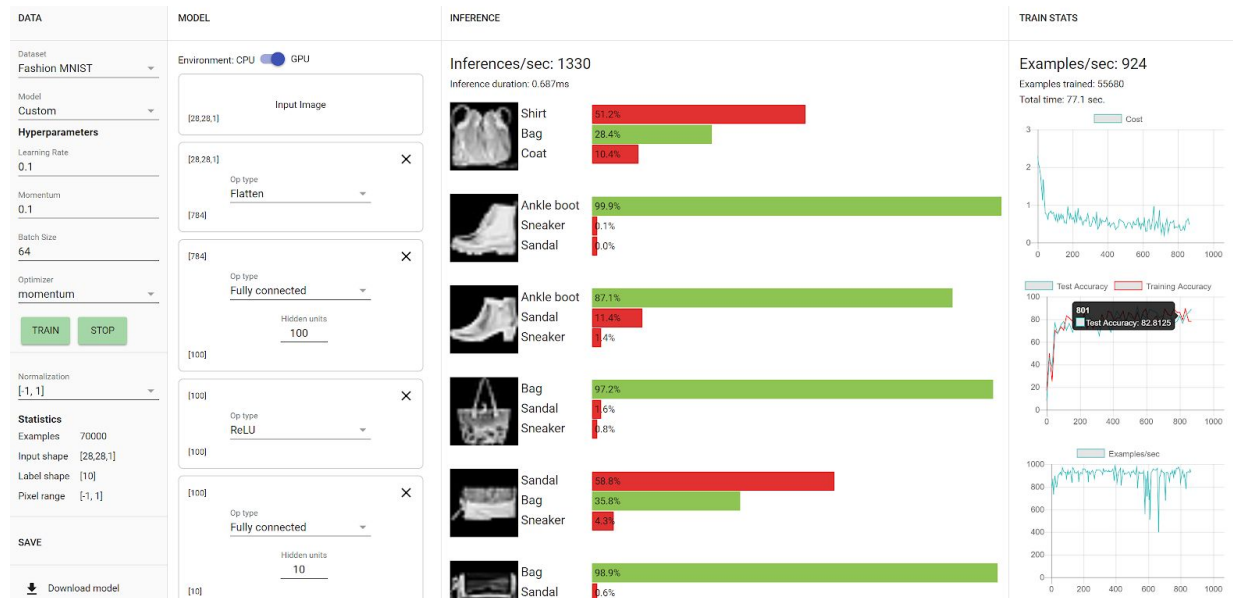 DATA
Dataset
Fashion MNIST
Model
Custom
Hyperparameters
Learning Rate
0.1
Momentum
0.1
Batch Size
64
Optimizer
momentum
TRAIN STOP
Normalization
[-1, 1]
Statistics
Examples 70000
Input shape [28,28,1]
Label shape [10]
Pixel range [-1, 1]
SAVE
Download model
MODEL
Environment: CPU GPU
Input Image
[28,28,1]
[28,28,1]
Op type
Flatten
[784]
[784]
Op type
Fully connected
Hidden units
100
[100]
[100]
Op type
ReLU
[100]
[100]
Op type
Fully connected
Hidden units
10
[10]
INFERENCE
Inferences/sec: 1330
Inference duration: 0.687ms
Shirt 51.2%
Bag 28.4%
Coat 10.4%
Ankle boot 99.9%
Sneaker 0.1%
Sandal 0.0%
Ankle boot 87.1%
Sandal 11.4%
Sneaker 1.4%
Bag 97.2%
Sandal 1.6%
Sneaker 0.8%
Sandal 58.8%
Bag 35.8%
Sneaker 4.3%
Bag 98.9%
Sandal 0.6%
TRAIN STATS
Examples/sec: 924
Examples trained: 55680
Total time: 77.1 sec.
Cost
3
2
1
0
0 200 400 600 800 1000
Test Accuracy Training Accuracy
100
80
60
40
20
0
801
Test Accuracy: 82.8125
0 200 400 600 800 1000
Examples/sec
1000
800
600
400
200
0
0 200 400 600 800 1000